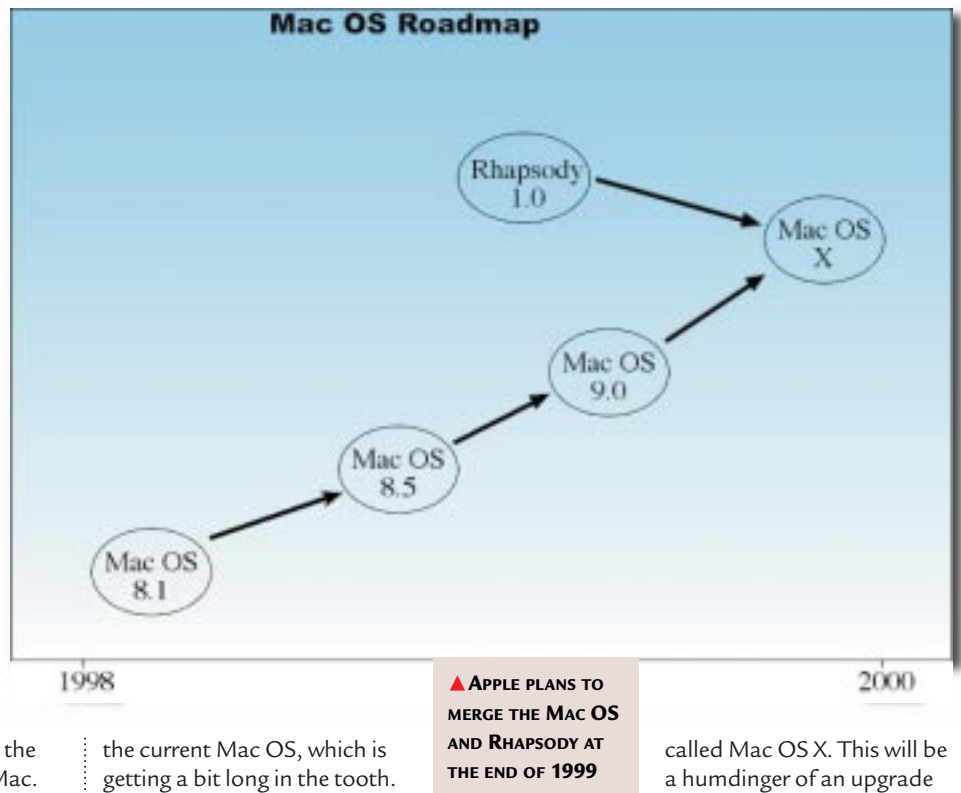 Mac OS Roadmap
Rhapsody
1.0
Mac OS
X
Mac OS
9.0
Mac OS
8.5
Mac OS
8.1
1998
2000
▲APPLE PLANS TO
MERGE THE MAC OS
AND RHAPSODY AT
THE END OF 1999
the
Mac.
the current Mac OS, which is
getting a bit long in the tooth.
called Mac OS X. This will be
a humdinger of an upgrade